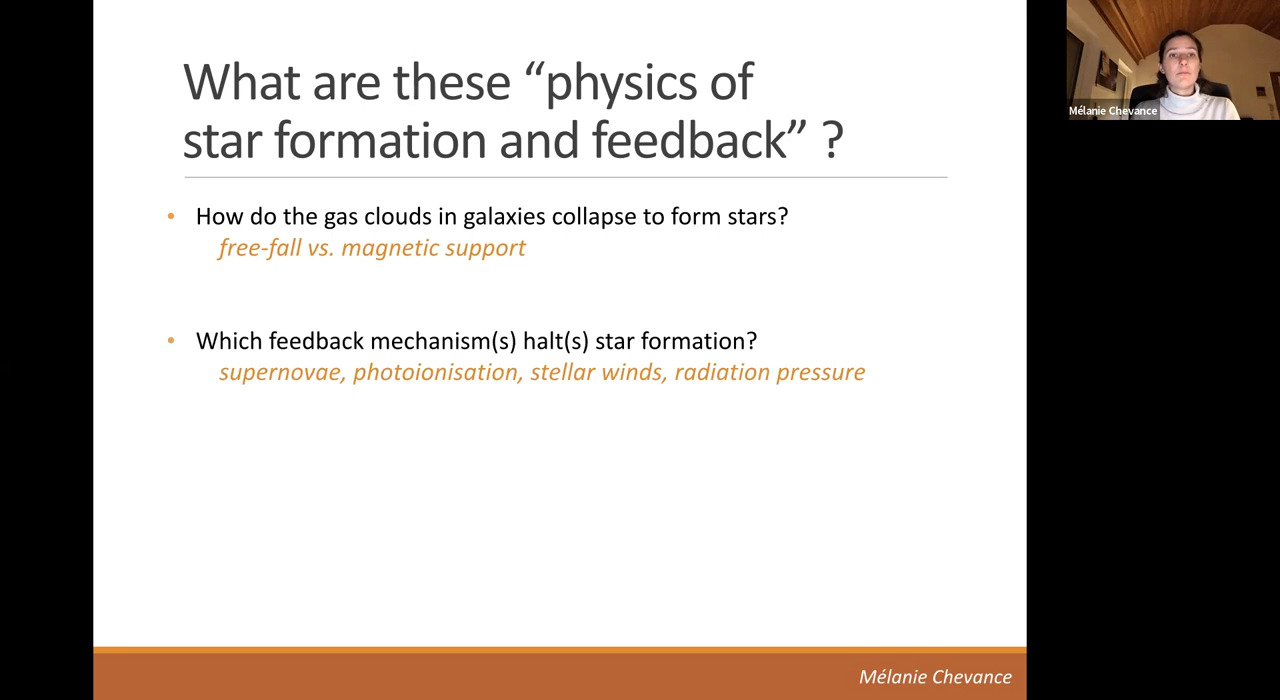 What are these “physics of
star formation and feedback” ?
• How do the gas clouds in galaxies collapse to form stars?
free-fall vs. magnetic support
• Which feedback mechanism(s) halt(s) star formation?
supernovae, photoionisation, stellar winds, radiation pressure
Mélanie Chevance
Mélanie Chevance